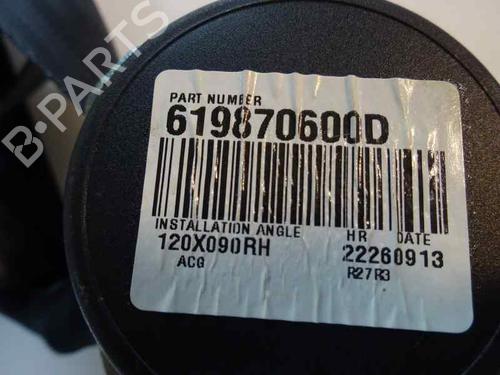 B-PARTS
PART NUMBER
619870600D
INSTALLATION ANGLE HR DATE
120X090RH 22260913
ACG R27R3